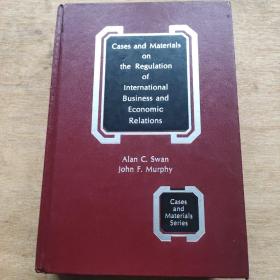 Cases and Materials
on
the Regulation
of
International
Business and
Economic
Relations
Alan C. Swan
John F. Murphy
Cases
and
Materials
Series